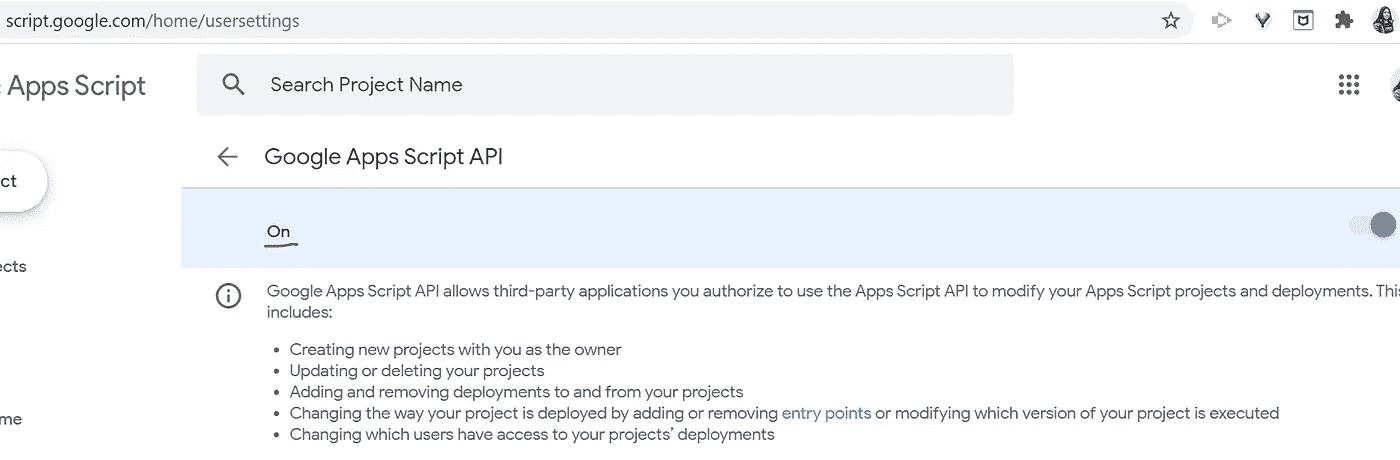 script.google.com/home/usersettings
Apps Script
Search Project Name
Google Apps Script API
ct
On
ects
Google Apps Script API allows third-party applications you authorize to use the Apps Script API to modify your Apps Script projects and deployments. This
includes:
• Creating new projects with you as the owner
• Updating or deleting your projects
• Adding and removing deployments to and from your projects
• Changing the way your project is deployed by adding or removing entry points or modifying which version of your project is executed
me
• Changing which users have access to your projects’ deployments